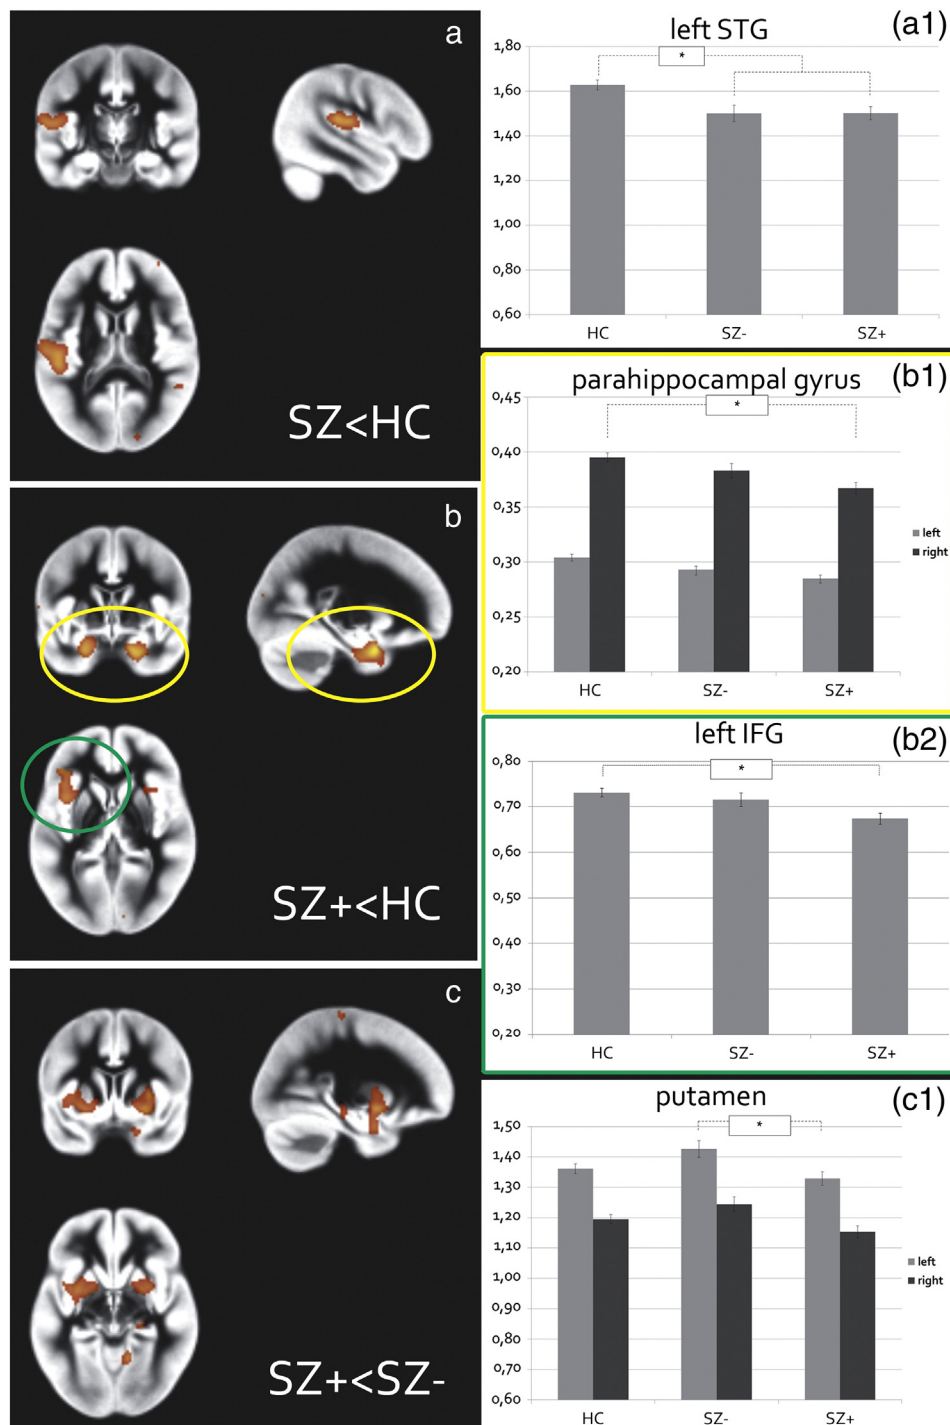 a
SZ<HC
(a1)
left STG
*
1,80
1,60
1,40
1,20
1,00
0,80
0,60
HC SZ- SZ+
b
SZ+<HC
(b1)
parahippocampal gyrus
*
0,45
0,40
0,35
0,30
0,25
0,20
left
right
HC SZ- SZ+
(b2)
left IFG
*
0,80
0,70
0,60
0,50
0,40
0,30
0,20
HC SZ- SZ+
c
SZ+<SZ-
(c1)
putamen
*
1,50
1,40
1,30
1,20
1,10
1,00
0,90
0,80
0,70
0,60
left
right
HC SZ- SZ+